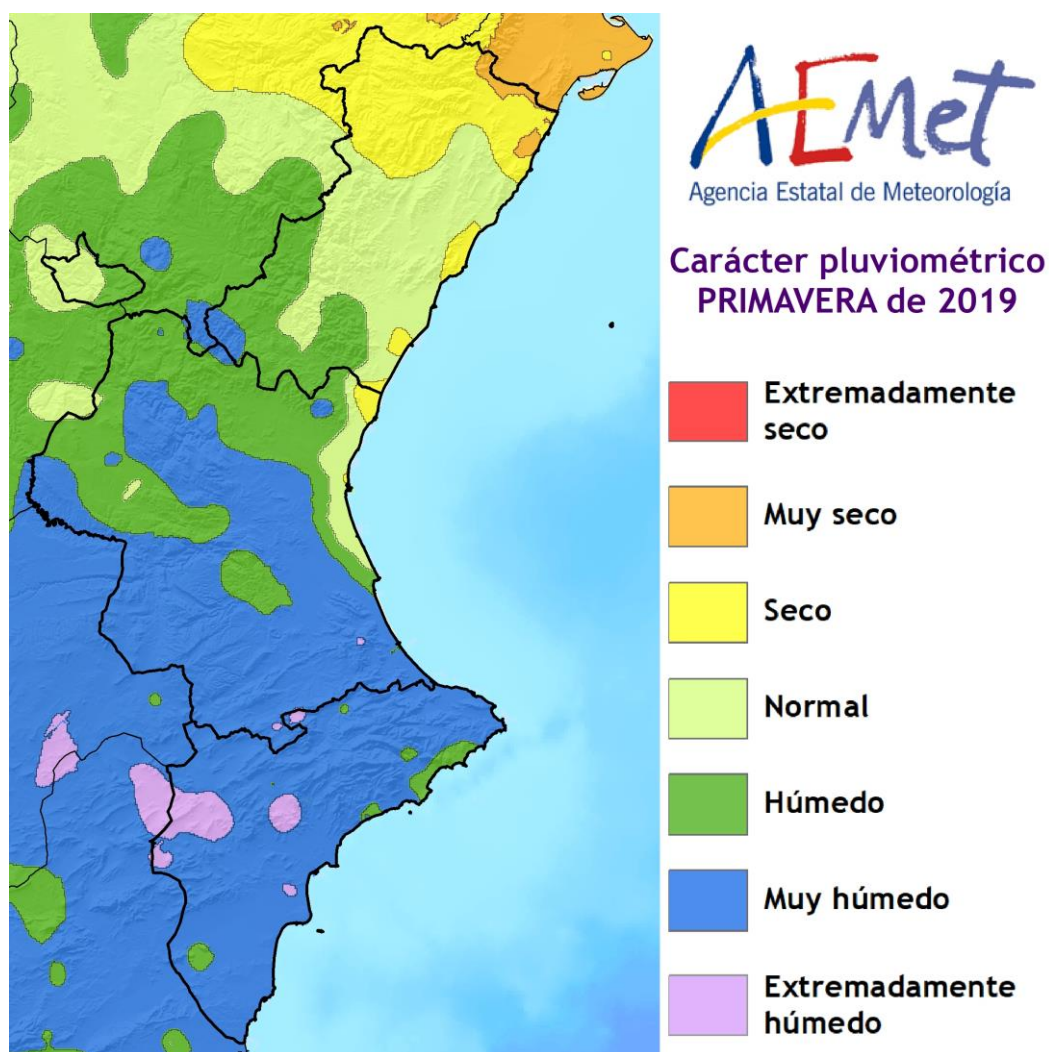 AEMet
Agencia Estatal de Meteorología
Carácter pluviométrico
PRIMAVERA de 2019
Extremadamente
seco
Muy seco
Seco
Normal
Húmedo
Muy húmedo
Extremadamente
húmedo